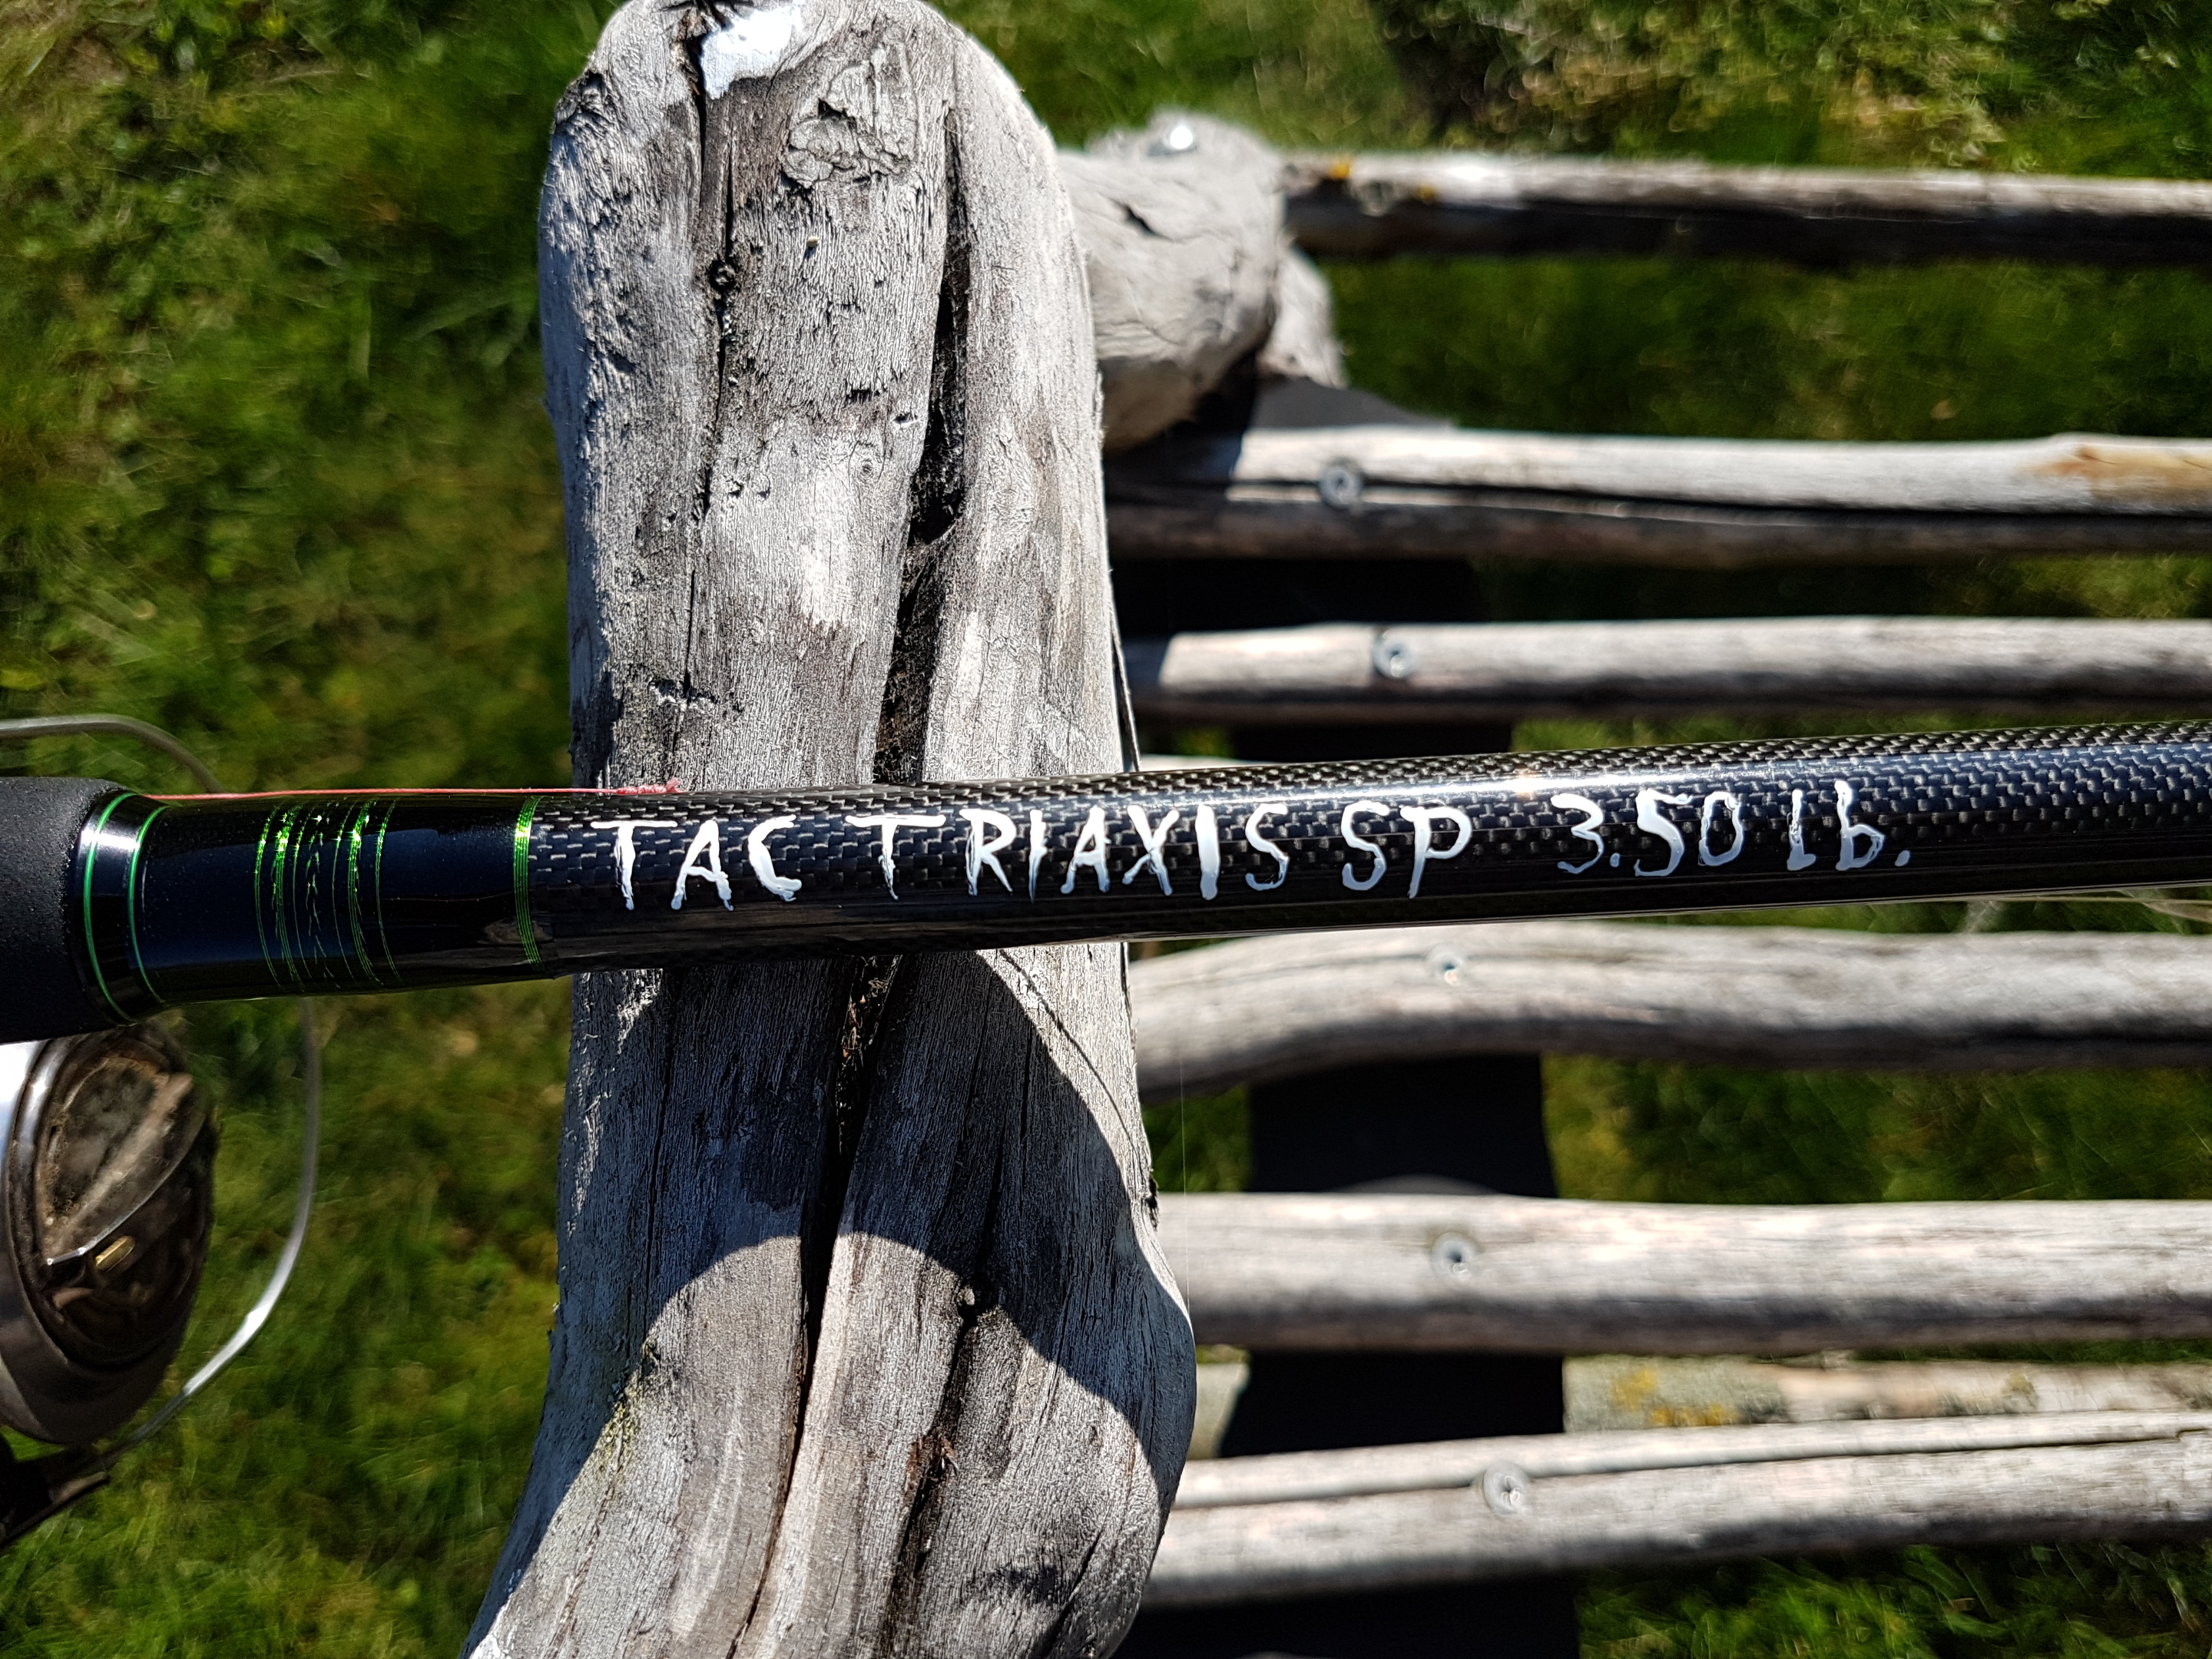 TAC TRIAXIS SP 3.50 lb.